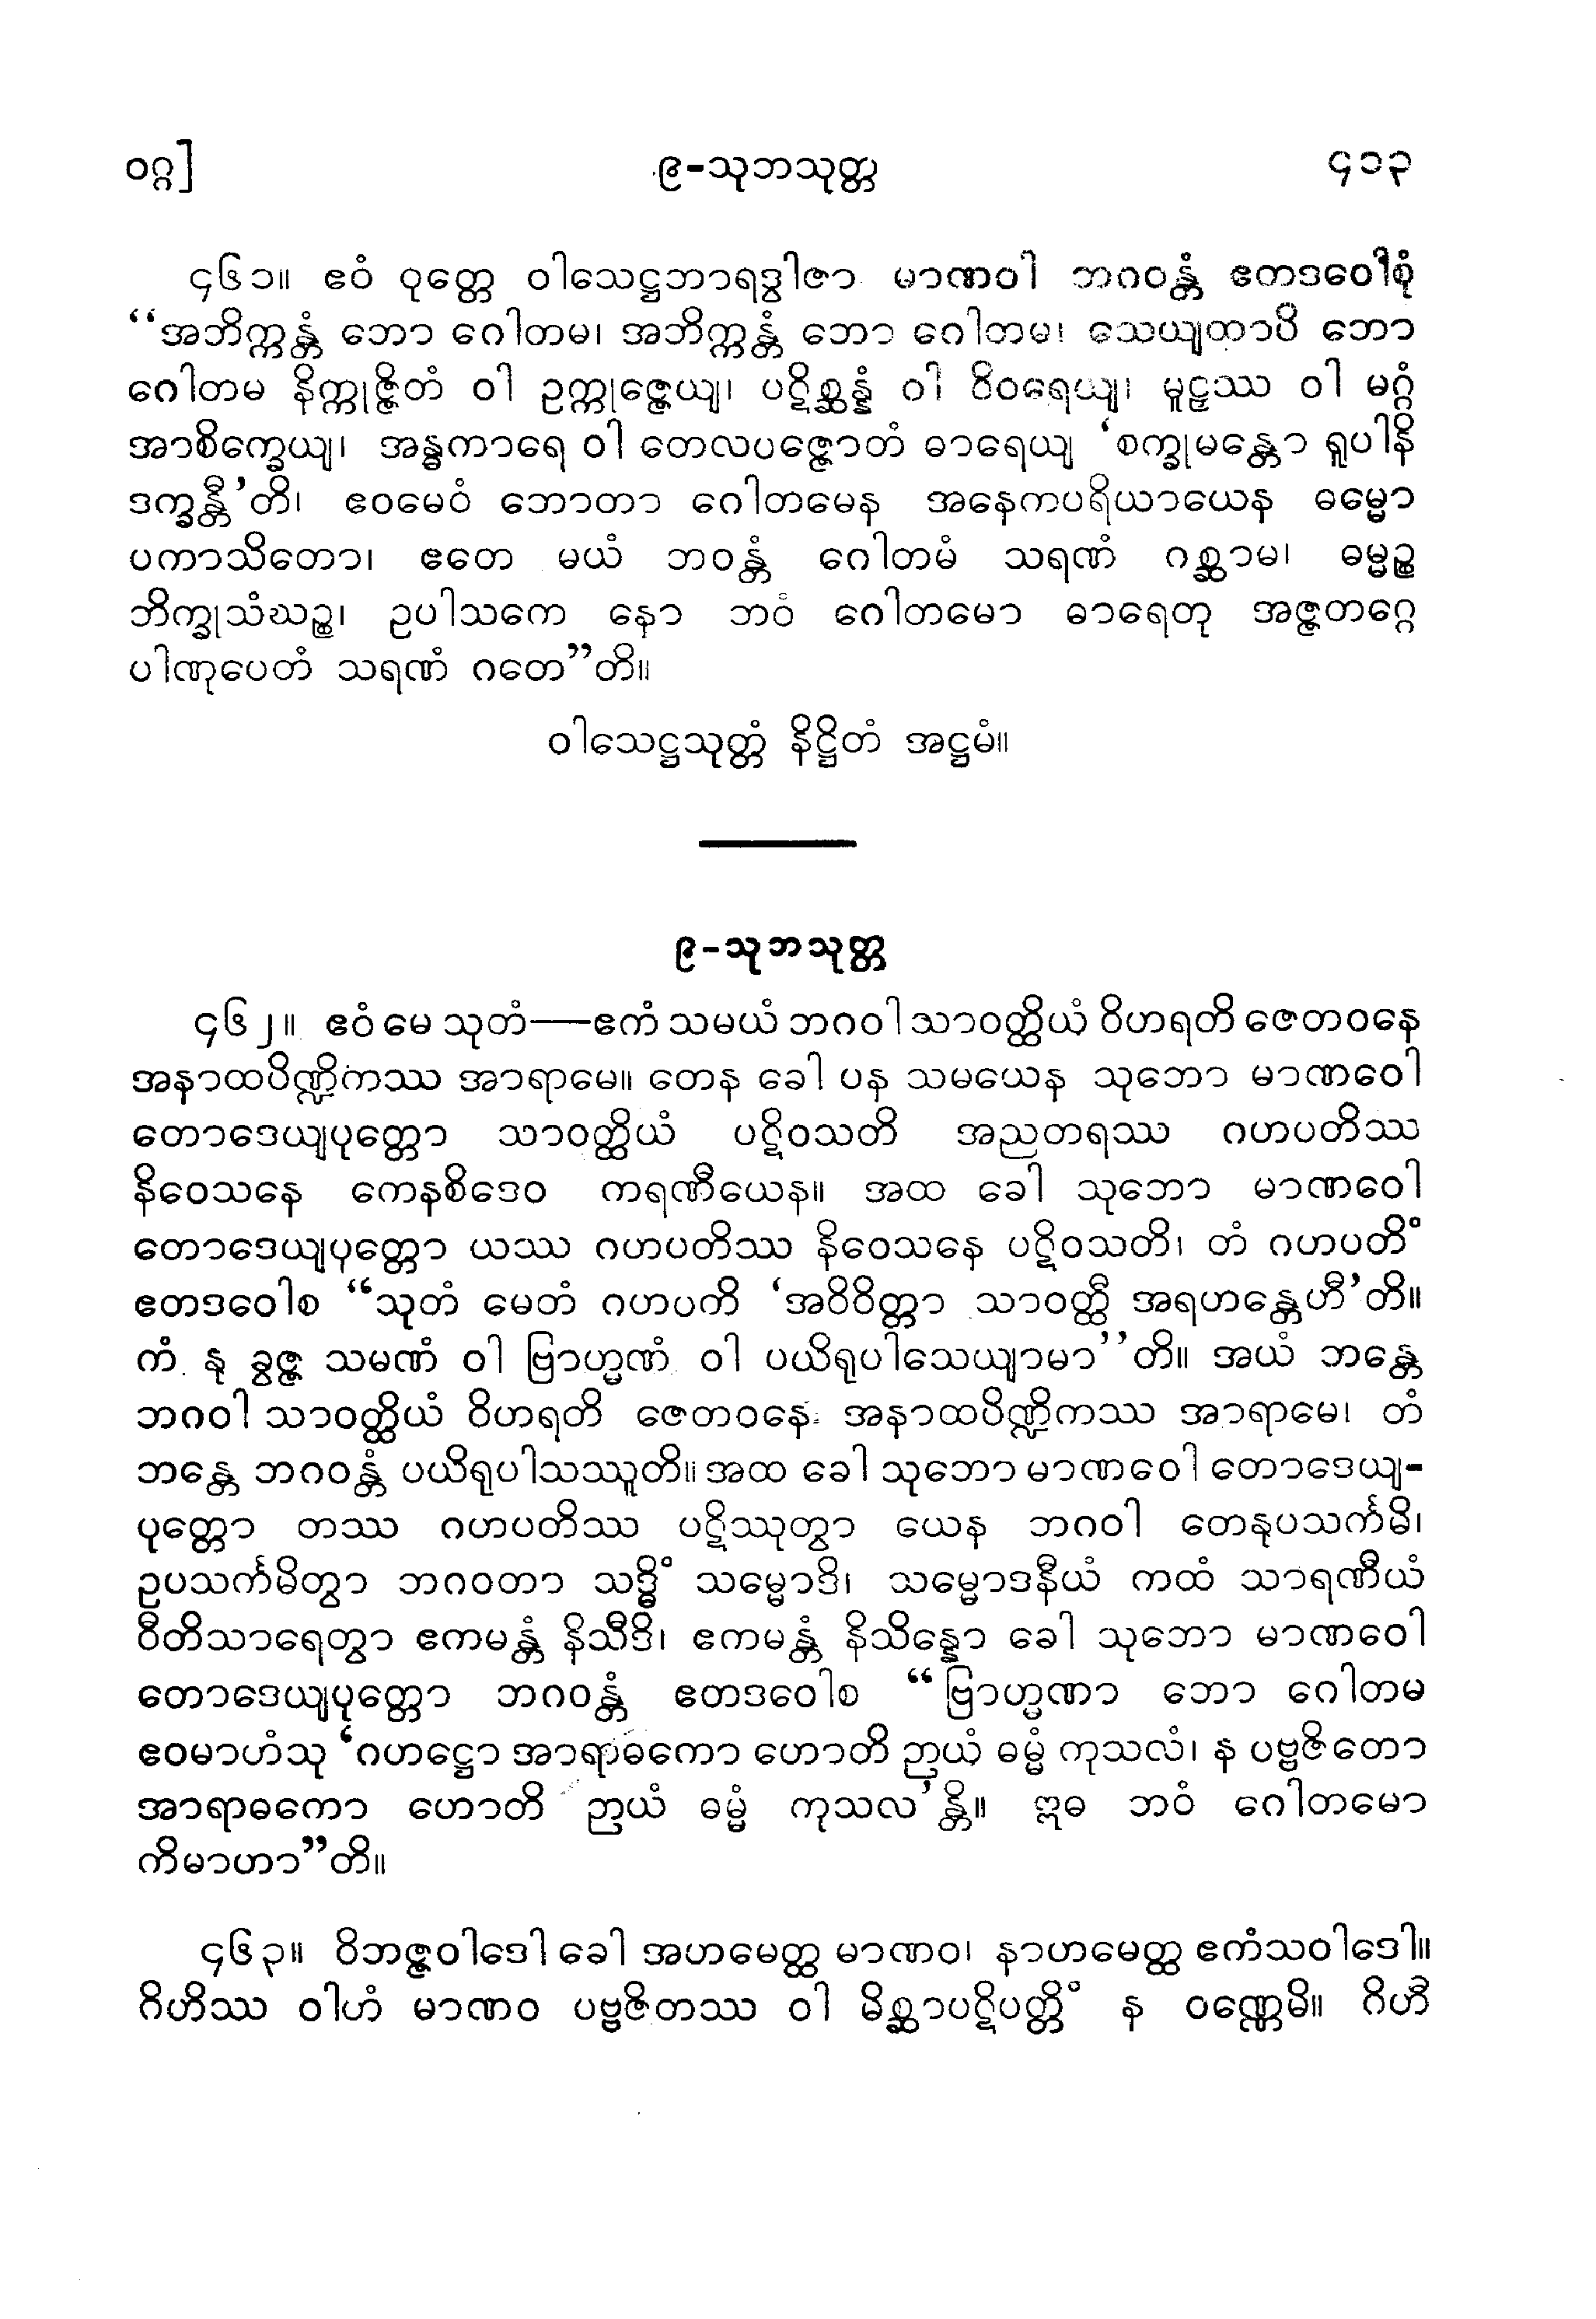 ဝဂ္ဂ]
၉-သုဘသုတ္တ
၄၁၃
၄၆၁။ ဧဝံ ဝုတ္တေ ဝါသေဋ္ဌဘာရဒွါဇာ မာဏဝါ ဘဂဝန္တံ ဧတဒဝေါစုံ
“အဘိက္ကန္တံ ဘော ဂေါတမ၊ အဘိက္ကန္တံ ဘော ဂေါတမ၊ သေယျထာပိ ဘော
ဂေါတမ နိက္ကုဇ္ဇိတံ ဝါ ဥက္ကုဇ္ဇေယျ၊ ပဋိစ္ဆန္နံ ဝါ ဝိဝရေယျ၊ မူဠှဿ ဝါ မဂ္ဂံ
အာစိက္ခေယျ၊ အန္ဓကာရေ ဝါ တေလပဇ္ဇောတံ ဓာရေယျ ‘စက္ခုမန္တော ရူပါနိ
ဒက္ခန္တီ’တိ၊ ဧဝမေဝံ ဘောတာ ဂေါတမေန အနေကပရိယာယေန ဓမ္မော
ပကာသိတော၊ ဧတေ မယံ ဘဝန္တံ ဂေါတမံ သရဏံ ဂစ္ဆာမ၊ ဓမ္မဉ္စ
ဘိက္ခုသံဃဉ္စ၊ ဥပါသကေ နော ဘဝံ ဂေါတမော ဓာရေတု အဇ္ဇတဂ္ဂေ
ပါဏုပေတံ သရဏံ ဂတေ”တိ။
ဝါသေဋ္ဌသုတ္တံ နိဋ္ဌိတံ အဋ္ဌမံ။
၉-သုဘသုတ္တ
၄၆၂။ ဧဝံ မေ သုတံ—ဧကံ သမယံ ဘဂဝါ သာဝတ္ထိယံ ဝိဟရတိ ဇေတဝနေ
အနာထပိဏ္ဍိကဿ အာရာမေ။ တေန ခေါ ပန သမယေန သုဘော မာဏဝေါ
တောဒေယျပုတ္တော သာဝတ္ထိယံ ပဋိဝသတိ အညတရဿ ဂဟပတိဿ
နိဝေသနေ ကေနစိဒေဝ ကရဏီယေန။ အထ ခေါ သုဘော မာဏဝေါ
တောဒေယျပုတ္တော ယဿ ဂဟပတိဿ နိဝေသနေ ပဋိဝသတိ၊ တံ ဂဟပတိံ
ဧတဒဝေါစ “သုတံ မေတံ ဂဟပတိ ‘အဝိဝိတ္တာ သာဝတ္ထီ အရဟန္တေဟီ’တိ။
ကံ နု ခွဇ္ဇ သမဏံ ဝါ ဗြာဟ္မဏံ ဝါ ပယိရုပါသေယျာမာ’’တိ။ အယံ ဘန္တေ
ဘဂဝါ သာဝတ္ထိယံ ဝိဟရတိ ဇေတဝနေ အနာထပိဏ္ဍိကဿ အာရာမေ၊ တံ
ဘန္တေ ဘဂဝန္တံ ပယိရုပါသဿူတိ။ အထ ခေါ သုဘော မာဏဝေါ တောဒေယျ-
ပုတ္တော တဿ ဂဟပတိဿ ပဋိဿုတွာ ယေန ဘဂဝါ တေနုပသင်္ကမိ၊
ဥပသင်္ကမိတွာ ဘဂဝတာ သဒ္ဓိံ သမ္မောဒိ၊ သမ္မောဒနီယံ ကထံ သာရဏီယံ
ဝီတိသာရေတွာ ဧကမန္တံ နိသီဒိ၊ ဧကမန္တံ နိသိန္နော ခေါ သုဘော မာဏဝေါ
တောဒေယျပုတ္တော ဘဂဝန္တံ ဧတဒဝေါစ “ဗြာဟ္မဏာ ဘော ဂေါတမ
ဧဝမာဟံသု ‘ဂဟဋ္ဌော အာရာဓကော ဟောတိ ဉာယံ ဓမ္မံ ကုသလံ၊ န ပဗ္ဗဇိတော
အာရာဓကော ဟောတိ ဉာယံ ဓမ္မံ ကုသလ’န္တိ။ ဣဓ ဘဝံ ဂေါတမော
ကိမာဟာ”တိ။
၄၆၃။ ဝိဘဇ္ဇဝါဒေါ ခေါ အဟမေတ္ထ မာဏဝ၊ နာဟမေတ္ထ ဧကံသဝါဒေါ။
ဂိဟိဿ ဝါဟံ မာဏဝ ပဗ္ဗဇိတဿ ဝါ မိစ္ဆာပဋိပတ္တိံ န ဝဏ္ဏေမိ။ ဂိဟီ